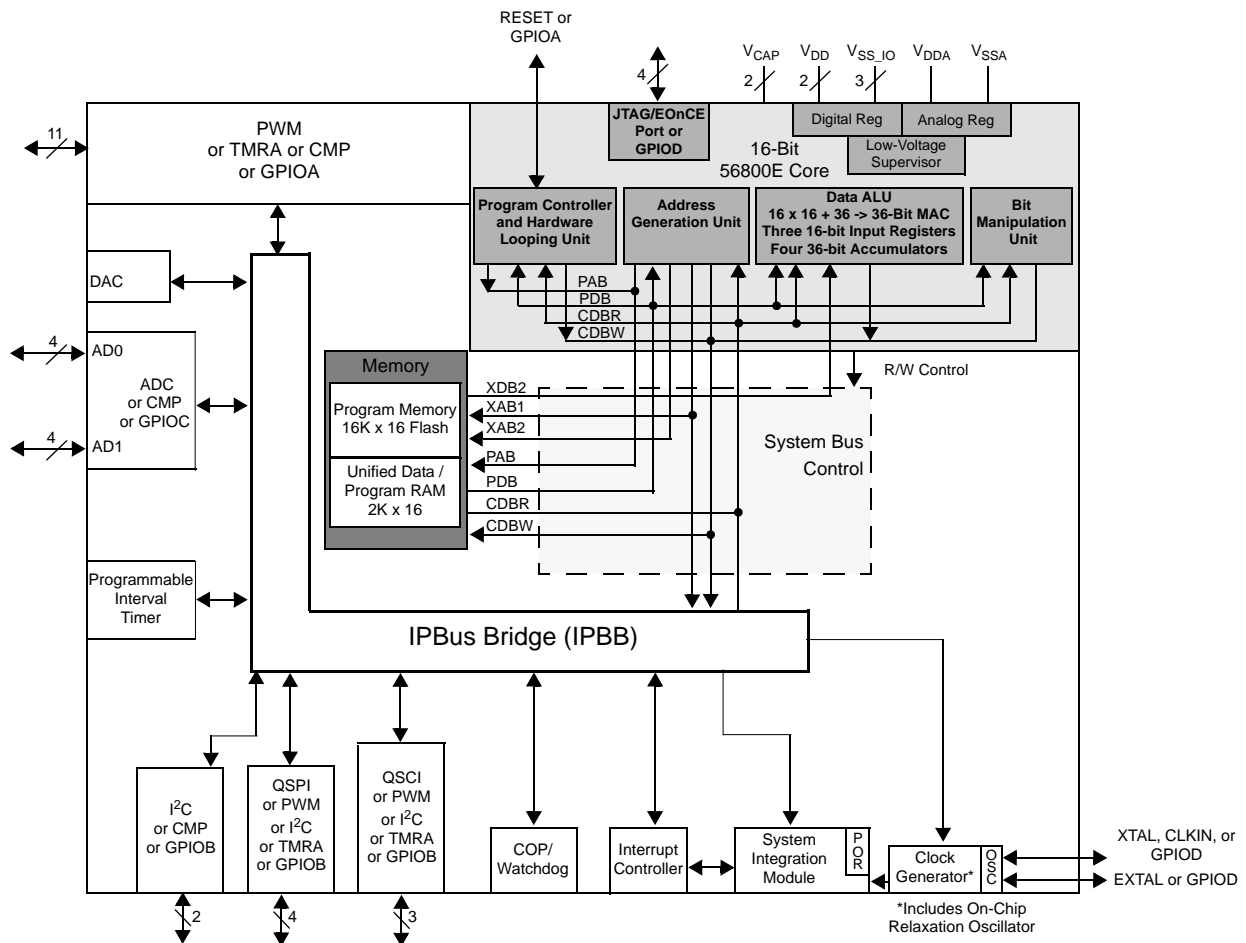 RESET or
GPIOA
4
VCAP
VDD
VSS_IO
VDDA
VSSA
2
2
3
11
PWM
or TMRA or CMP
or GPIOA
JTAG/EOnCE
Port or
GPIOD
Digital Reg
Analog Reg
Low-Voltage
Supervisor
16-Bit
56800E Core
Program Controller
and Hardware
Looping Unit
Address
Generation Unit
Data ALU
16 x 16 + 36 -> 36-Bit MAC
Three 16-bit Input Registers
Four 36-bit Accumulators
Bit
Manipulation
Unit
PAB
PDB
CDBR
CDBW
DAC
4
AD0
ADC
or CMP
or GPIOC
4
AD1
Memory
Program Memory
16K x 16 Flash
Unified Data /
Program RAM
2K x 16
XDB2
XAB1
XAB2
PAB
PDB
CDBR
CDBW
R/W Control
System Bus
Control
Programmable
Interval
Timer
IPBus Bridge (IPBB)
I2C
or CMP
or GPIOB
QSPI
or PWM
or I2C
or TMRA
or GPIOB
QSCI
or PWM
or I2C
or TMRA
or GPIOB
COP/
Watchdog
Interrupt
Controller
System
Integration
Module
POR
Clock
Generator*
OSC
XTAL, CLKIN, or
GPIOD
EXTAL or GPIOD
2
4
3
*Includes On-Chip
Relaxation Oscillator